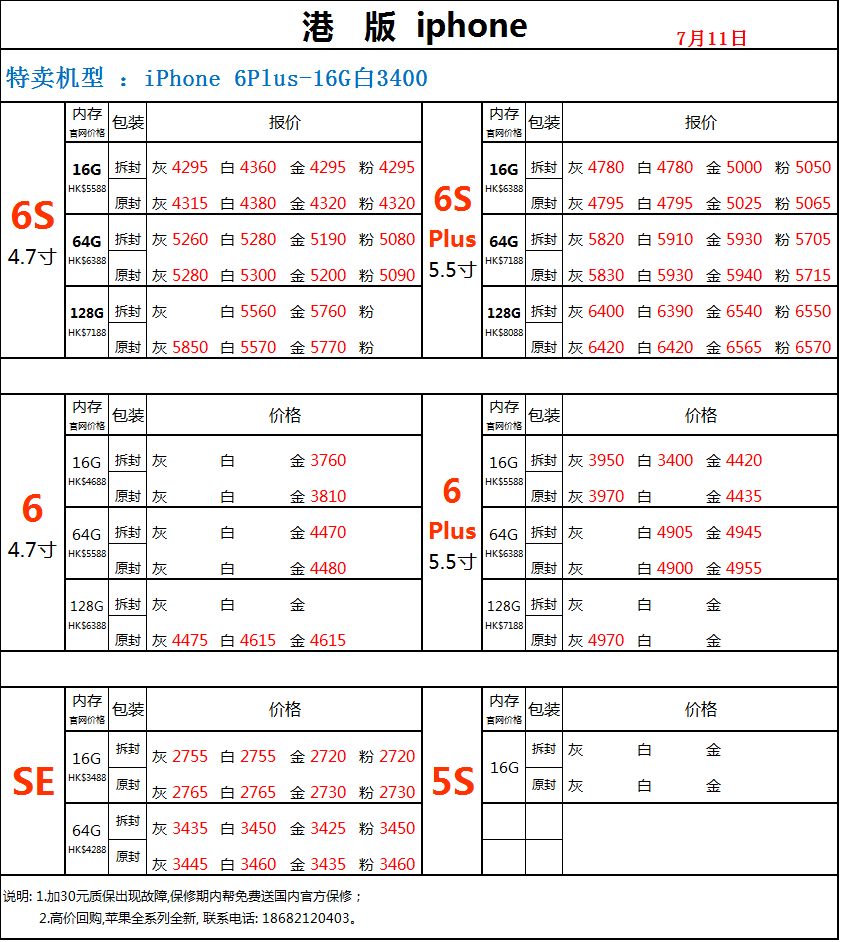 港 版 iphone
7月11日
特卖机型 ：iPhone 6Plus-16G白3400
6S
4.7寸
内存
官网价格
包装
报价
16G
HK$5588
拆封 灰 4295 白 4360 金 4295 粉 4295
原封 灰 4315 白 4380 金 4320 粉 4320
64G
HK$6388
拆封 灰 5260 白 5280 金 5190 粉 5080
原封 灰 5280 白 5300 金 5200 粉 5090
128G
HK$7188
拆封 灰 白 5560 金 5760 粉
原封 灰 5850 白 5570 金 5770 粉
6S
Plus
5.5寸
内存
官网价格
包装
报价
16G
HK$6388
拆封 灰 4780 白 4780 金 5000 粉 5050
原封 灰 4795 白 4795 金 5025 粉 5065
64G
HK$7188
拆封 灰 5820 白 5910 金 5930 粉 5705
原封 灰 5830 白 5930 金 5940 粉 5715
128G
HK$8088
拆封 灰 6400 白 6390 金 6540 粉 6550
原封 灰 6420 白 6420 金 6565 粉 6570
6
4.7寸
内存
官网价格
包装
价格
16G
HK$4688
拆封 灰 白 金 3760
原封 灰 白 金 3810
64G
HK$5588
拆封 灰 白 金 4470
原封 灰 白 金 4480
128G
HK$6388
拆封 灰 白 金
原封 灰 4475 白 4615 金 4615
6
Plus
5.5寸
内存
官网价格
包装
价格
16G
HK$5588
拆封 灰 3950 白 3400 金 4420
原封 灰 3970 白 金 4435
64G
HK$6388
拆封 灰 白 4905 金 4945
原封 灰 白 4900 金 4955
128G
HK$7188
拆封 灰 白 金
原封 灰 4970 白 金
SE
内存
官网价格
包装
价格
16G
HK$3488
拆封 灰 2755 白 2755 金 2720 粉 2720
原封 灰 2765 白 2765 金 2730 粉 2730
64G
HK$4288
拆封 灰 3435 白 3450 金 3425 粉 3450
原封 灰 3445 白 3460 金 3435 粉 3460
5S
内存
官网价格
包装
价格
16G
拆封 灰 白 金
原封 灰 白 金
说明: 1.加30元质保出现故障,保修期内帮免费送国内官方保修；
2.高价回购,苹果全系列全新, 联系电话: 18682120403。